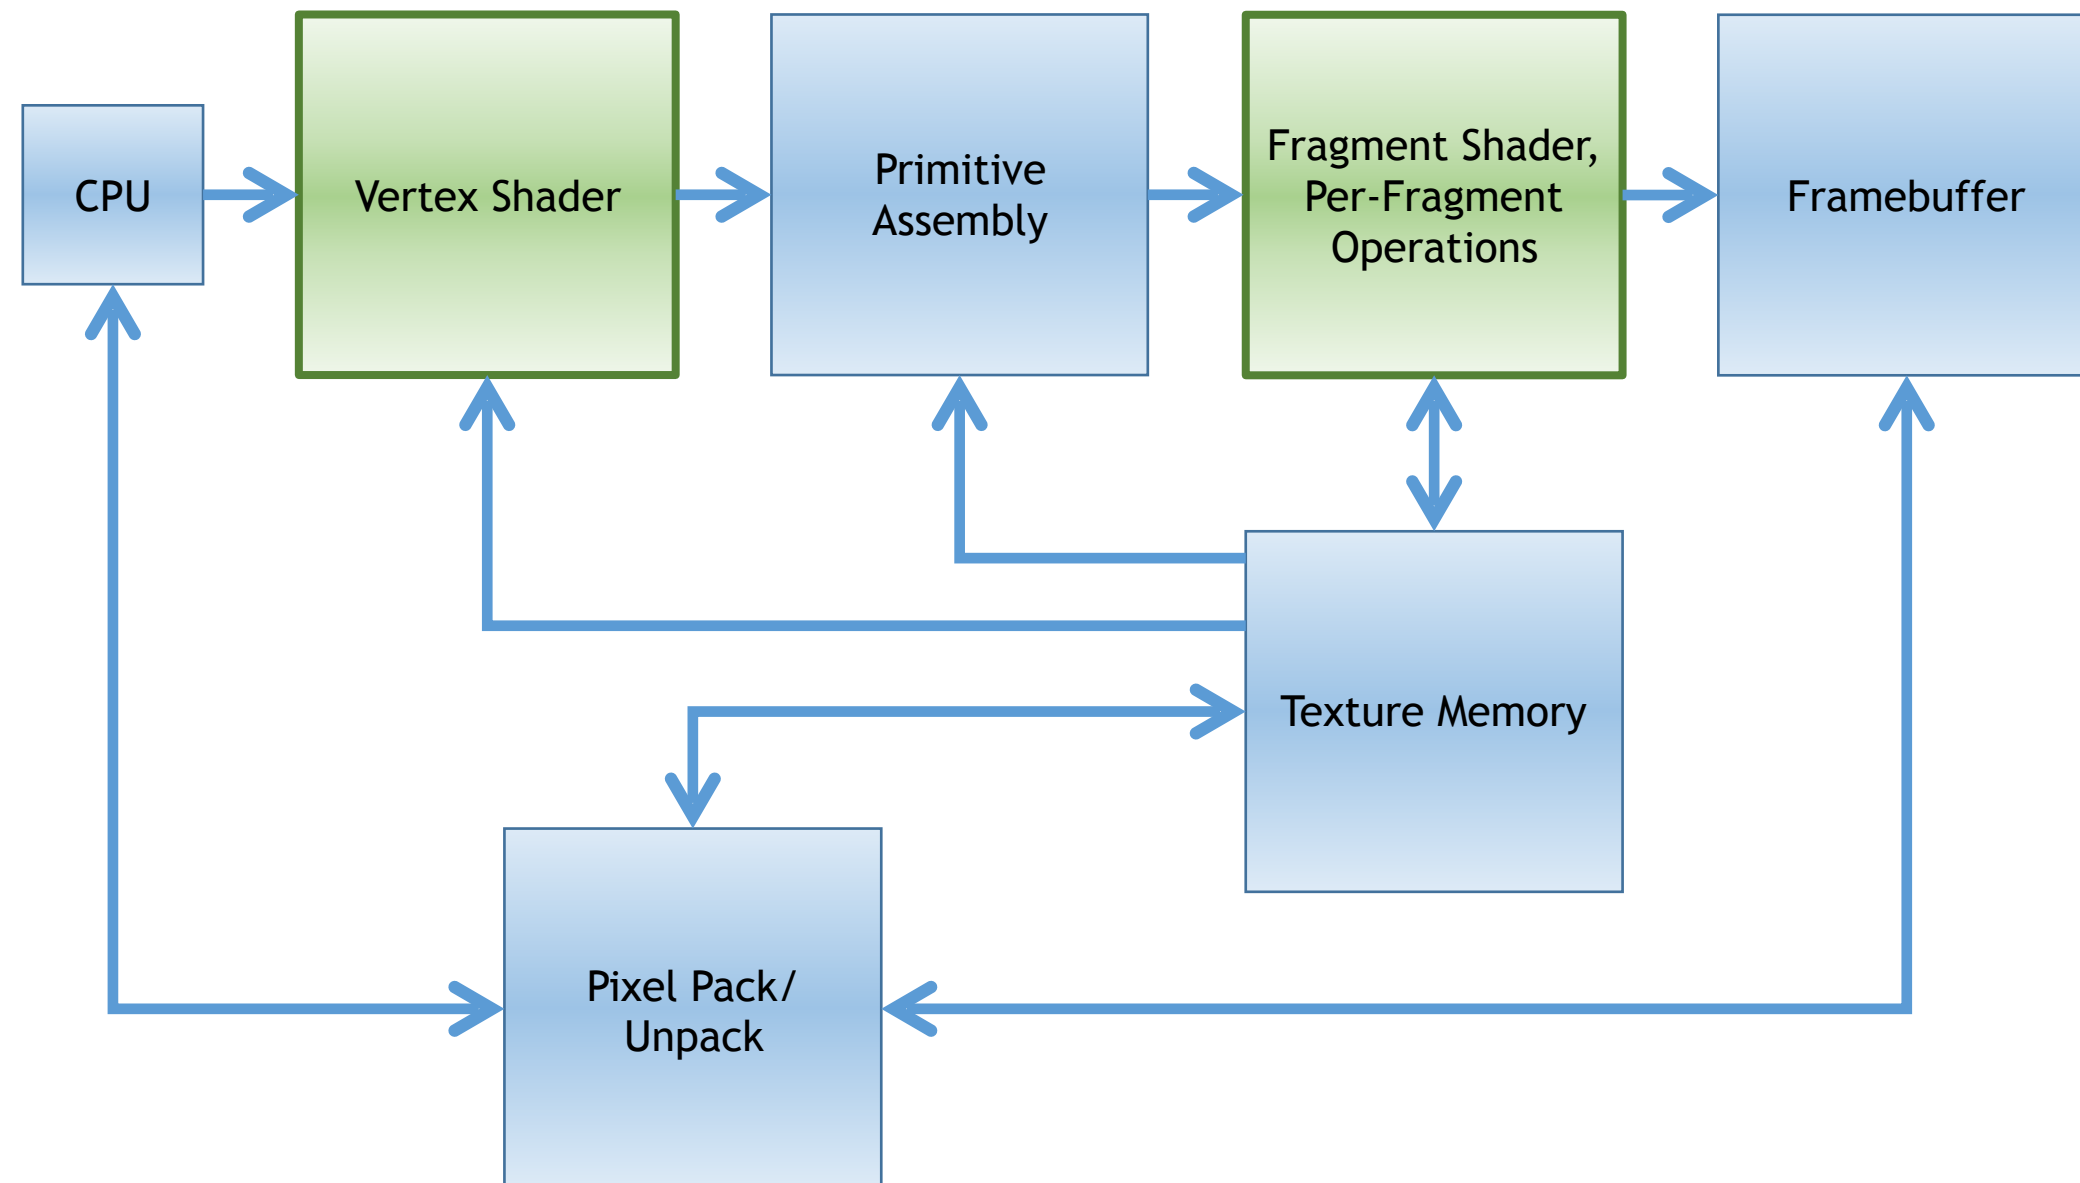 CPU
Vertex Shader
Primitive
Assembly
Fragment Shader,
Per-Fragment
Operations
Framebuffer
Texture Memory
Pixel Pack/
Unpack